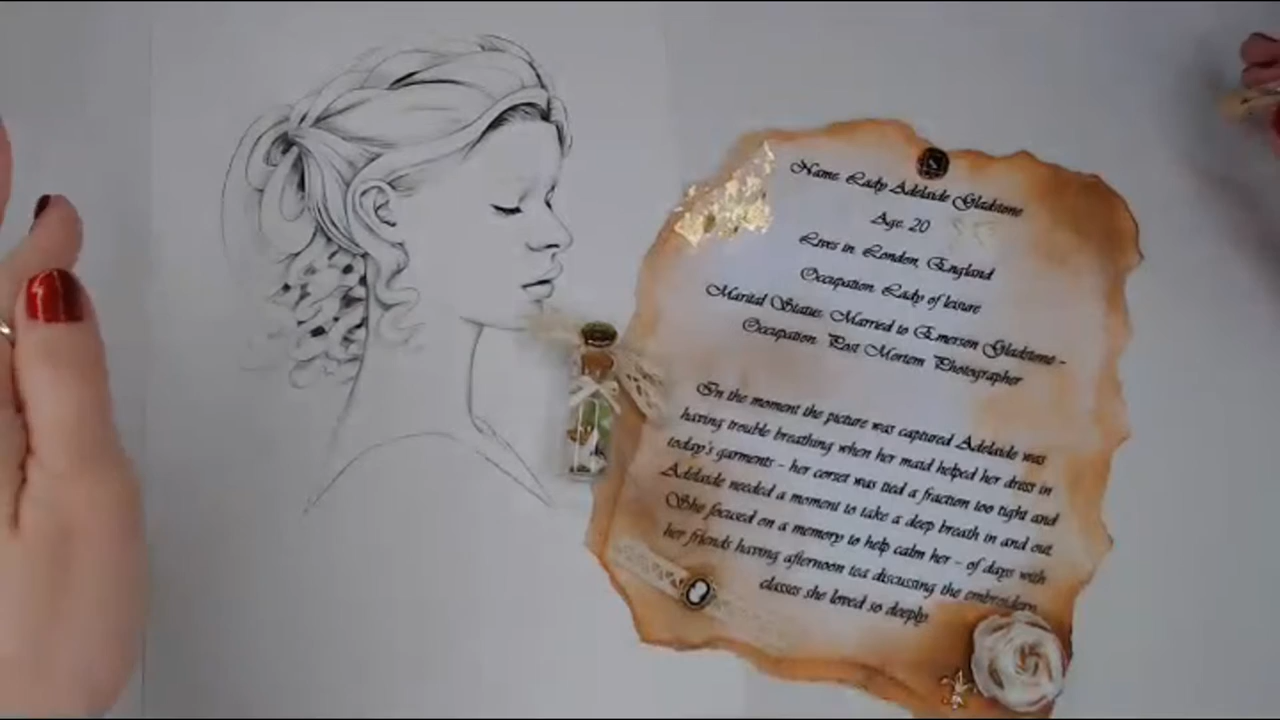 Name: Lady Adelaide Gladstone
Age: 20
Lives in: London, England
Occupation: Lady of leisure
Marital Status: Married to Emerson Gladstone -
Occupation: Post Mortem Photographer
In the moment the picture was captured Adelaide was
having trouble breathing when her maid helped her dress in
today's garments - her corset was tied a fraction too tight and
Adelaide needed a moment to take a deep breath in and out.
She focused on a memory to help calm her - of days with
her friends having afternoon tea discussing the embroidery
classes she loved so deeply.